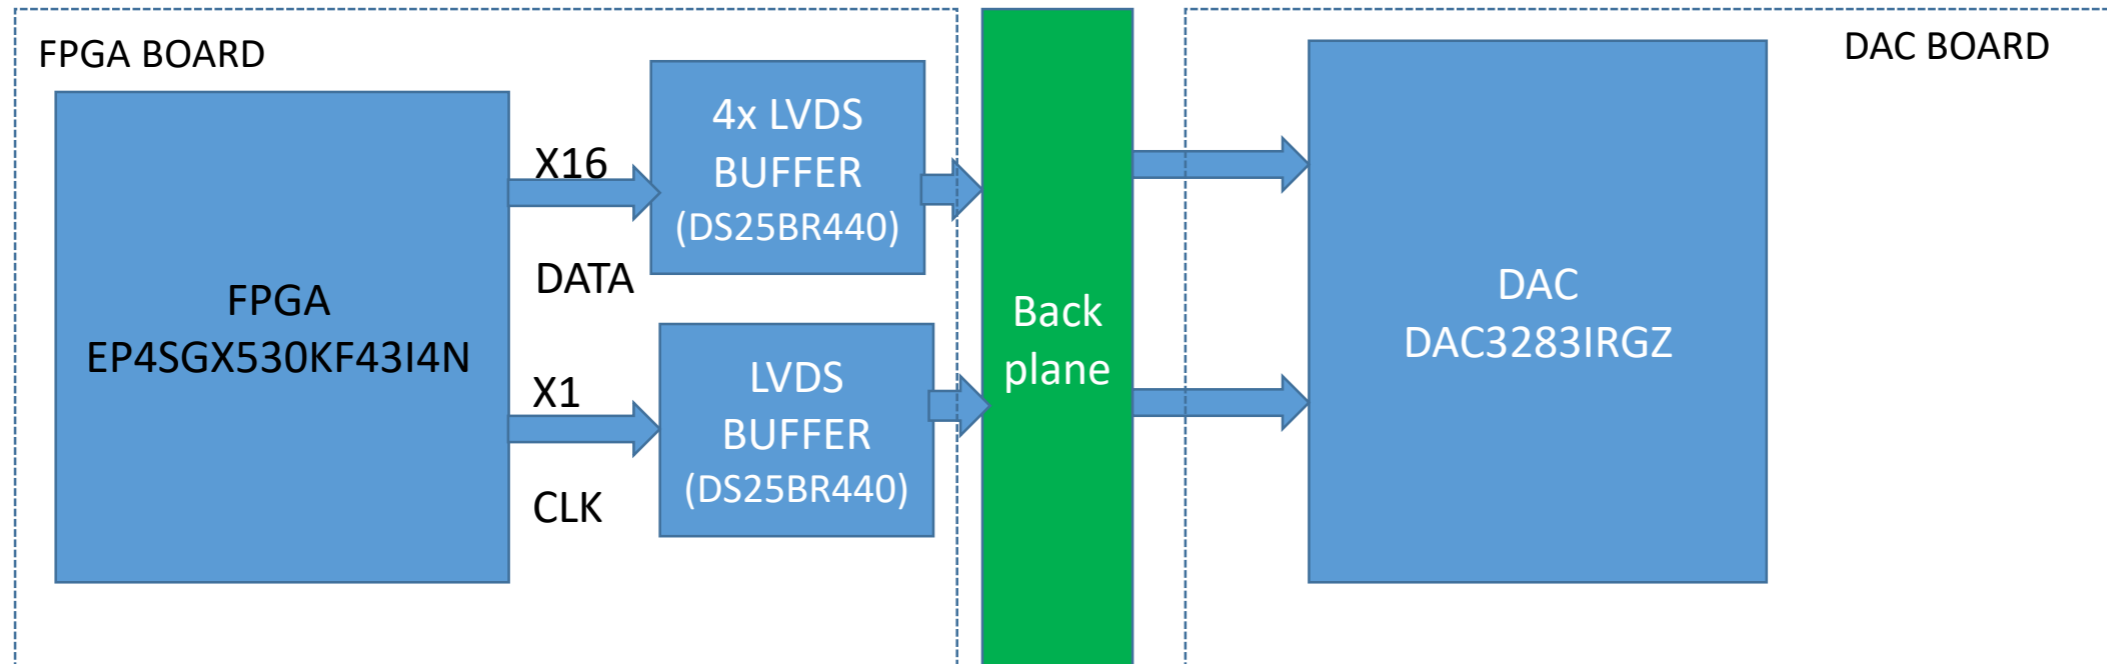 FPGA BOARD
DAC BOARD
FPGA
EP4SGX530KF43I4N
X16
DATA
X1
CLK
4x LVDS
BUFFER
(DS25BR440)
LVDS
BUFFER
(DS25BR440)
Back
plane
DAC
DAC3283IRGZ